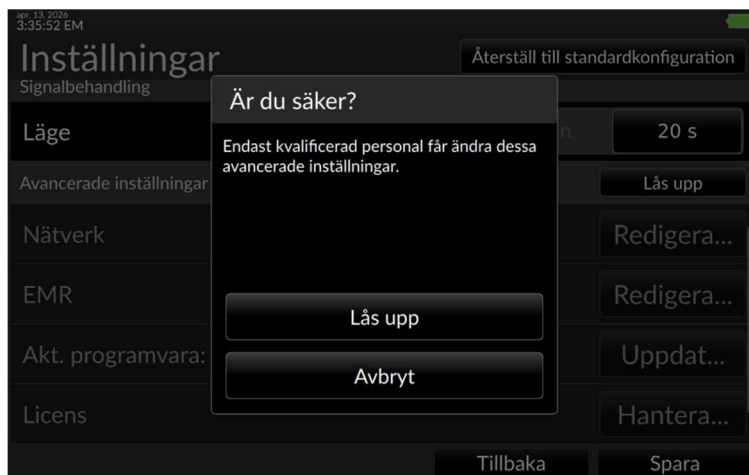 apr. 13, 2026
3:35:52 EM
Inställningar
Återställ till standardkonfiguration
Signalbehandling
Är du säker?
Läge
n
20 s
Endast kvalificerad personal får ändra dessa
avancerade inställningar.
Avancerade inställningar
Lås upp
Nätverk
Redigera...
EMR
Redigera...
Lås upp
Akt. programvara:
Uppdat...
Avbryt
Licens
Hantera...
Tillbaka
Spara